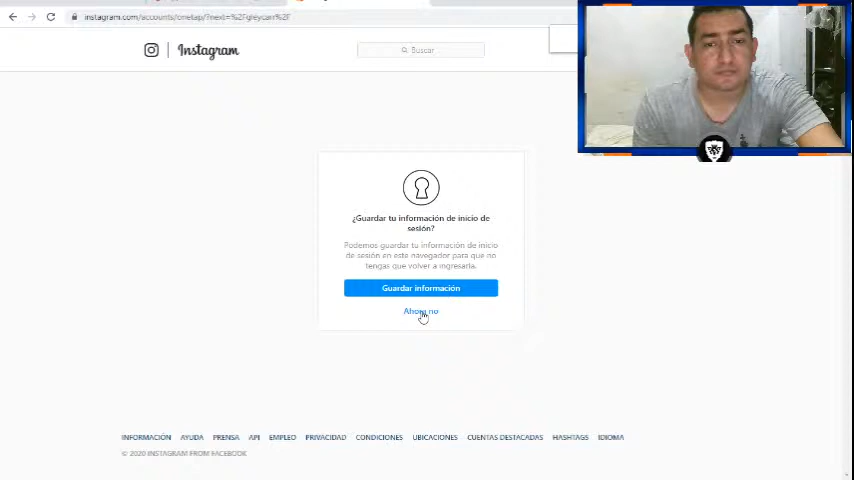 instagram.com/accounts/onetap/?next=%2Fgleycarr%2F
Instagram
Buscar
¿Guardar tu información de inicio de
sesión?
Podemos guardar tu información de inicio
de sesión en este navegador para que no
tengas que volver a ingresarla.
Guardar información
Ahora no
INFORMACIÓN AYUDA PRENSA API EMPLEO PRIVACIDAD CONDICIONES UBICACIONES CUENTAS DESTACADAS HASHTAGS IDIOMA
© 2020 INSTAGRAM FROM FACEBOOK